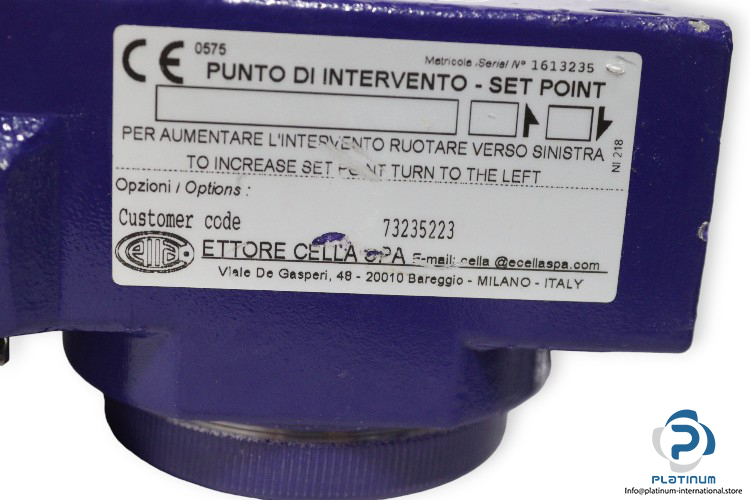 CE 0575
Matricola - Serial N° 1613235
PUNTO DI INTERVENTO - SET POINT
PER AUMENTARE L'INTERVENTO RUOTARE VERSO SINISTRA
TO INCREASE SET POINT TURN TO THE LEFT
NI 218
Opzioni / Options :
Customer code 73235223
ETTORE CELLA SPA E-mail: cella @ecellaspa.com
Viale De Gasperi, 48 - 20010 Bareggio - MILANO - ITALY
PLATINUM
Info@platinum-international.store